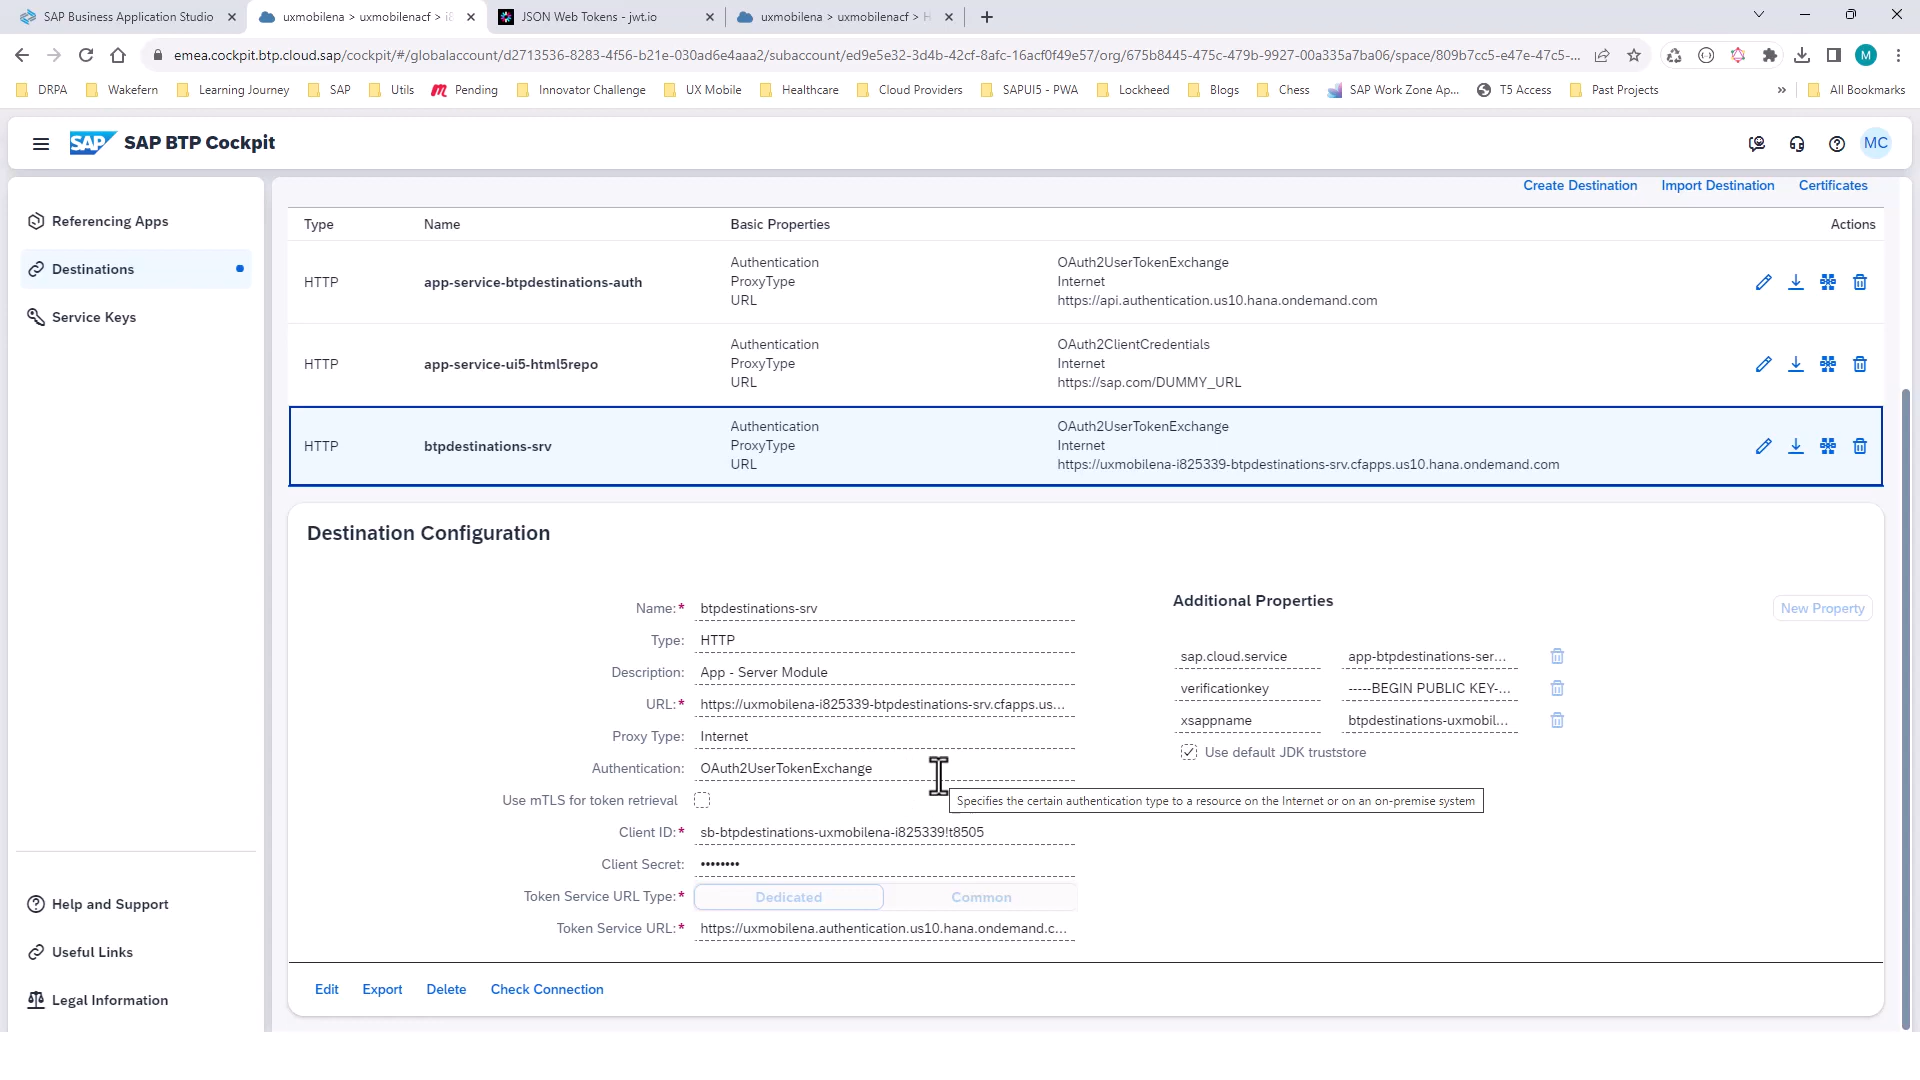 SAP Business Application Studio
uxmobilena > uxmobilenacf > i8
JSON Web Tokens - jwt.io
uxmobilena > uxmobilenacf > H
emea.cockpit.btp.cloud.sap/cockpit/#/globalaccount/d2713536-8283-4f56-b21e-030ad6e4aaa2/subaccount/ed9e5e32-3d4b-42cf-8afc-16acf0f49e57/org/675b8445-475c-479b-9927-00a335a7ba06/space/809b7cc5-e47e-47c5-...
M
DRPA Wakefern Learning Journey SAP Utils Pending Innovator Challenge UX Mobile Healthcare Cloud Providers SAPUI5 - PWA Lockheed Blogs Chess SAP Work Zone Ap... T5 Access Past Projects » All Bookmarks
SAP SAP BTP Cockpit MC
Referencing Apps
Destinations
Service Keys
Help and Support
Useful Links
Legal Information
Create Destination Import Destination Certificates
Type Name Basic Properties Actions
HTTP app-service-btpdestinations-auth
Authentication OAuth2UserTokenExchange
ProxyType Internet
URL https://api.authentication.us10.hana.ondemand.com
HTTP app-service-ui5-html5repo
Authentication OAuth2ClientCredentials
ProxyType Internet
URL https://sap.com/DUMMY_URL
HTTP btpdestinations-srv
Authentication OAuth2UserTokenExchange
ProxyType Internet
URL https://uxmobilena-i825339-btpdestinations-srv.cfapps.us10.hana.ondemand.com
Destination Configuration
Name:* btpdestinations-srv
Type: HTTP
Description: App - Server Module
URL:* https://uxmobilena-i825339-btpdestinations-srv.cfapps.us...
Proxy Type: Internet
Authentication: OAuth2UserTokenExchange
Use mTLS for token retrieval
Specifies the certain authentication type to a resource on the Internet or on an on-premise system
Client ID:* sb-btpdestinations-uxmobilena-i825339!t8505
Client Secret: ••••••••
Token Service URL Type:* Dedicated Common
Token Service URL:* https://uxmobilena.authentication.us10.hana.ondemand.c...
Additional Properties
New Property
sap.cloud.service app-btpdestinations-ser...
verificationkey -----BEGIN PUBLIC KEY-...
xsappname btpdestinations-uxmobil...
Use default JDK truststore
Edit Export Delete Check Connection